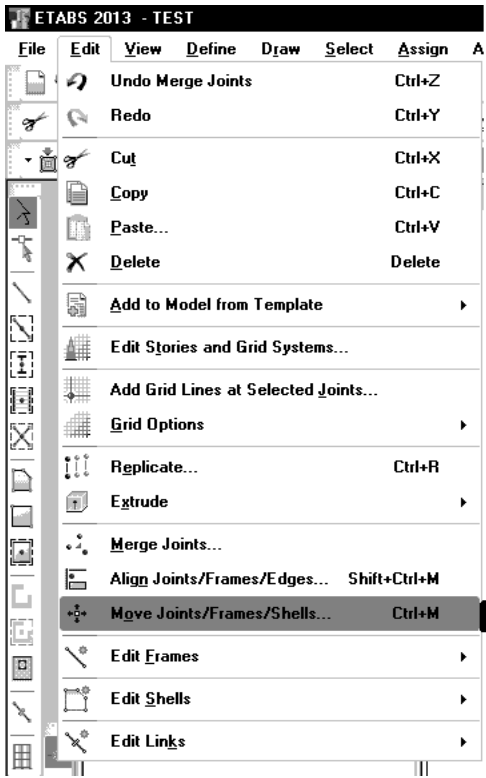 ETABS 2013 - TEST
File Edit View Define Draw Select Assign A
Undo Merge Joints Ctrl+Z
Redo Ctrl+Y
Cut Ctrl+X
Copy Ctrl+C
Paste... Ctrl+V
Delete Delete
Add to Model from Template
Edit Stories and Grid Systems...
Add Grid Lines at Selected Joints...
Grid Options
Replicate... Ctrl+R
Extrude
Merge Joints...
Align Joints/Frames/Edges... Shift+Ctrl+M
Move Joints/Frames/Shells... Ctrl+M
Edit Frames
Edit Shells
Edit Links